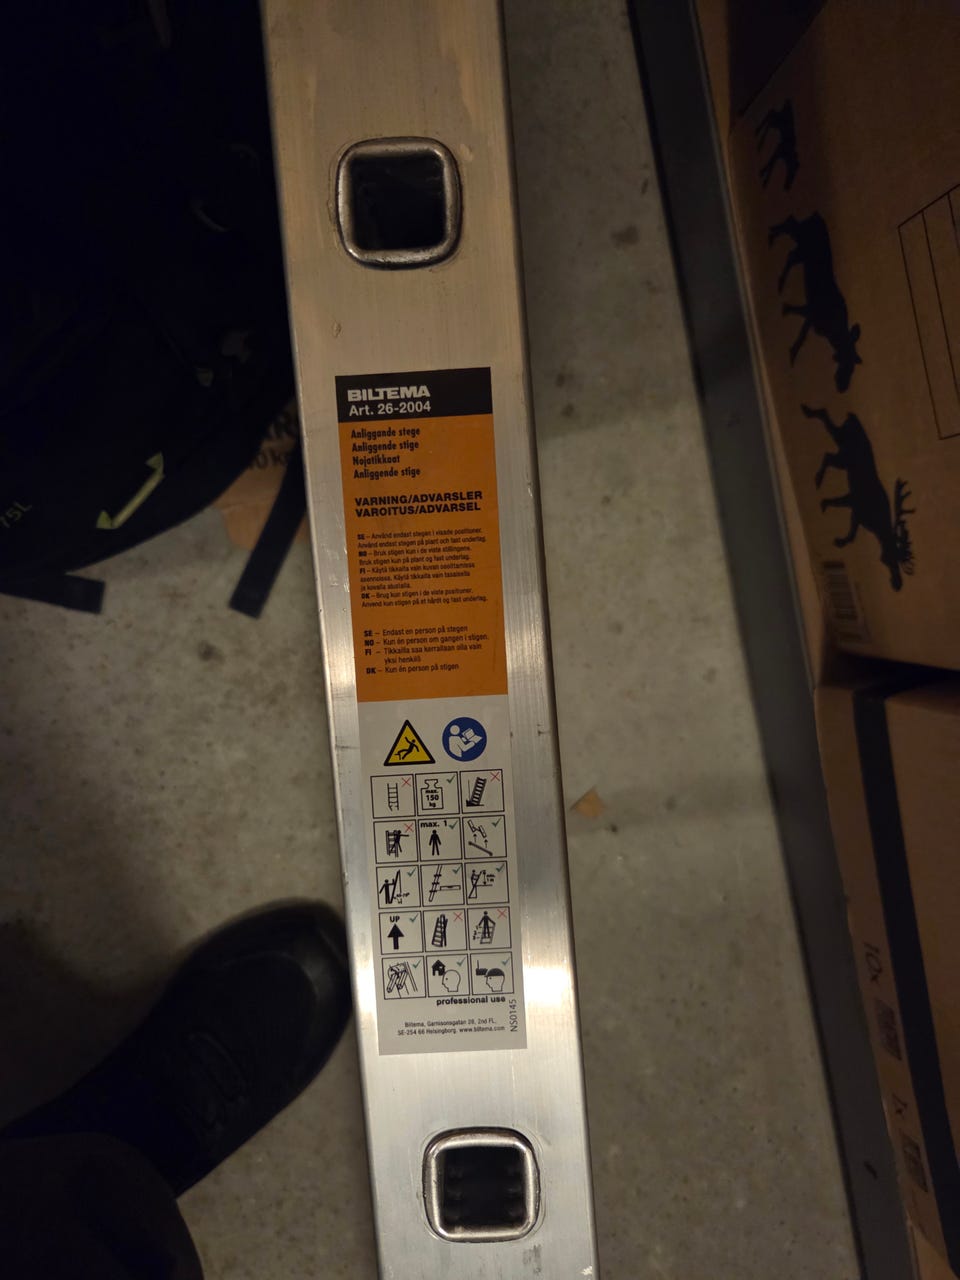 BILTEMA
Art. 26-2004
Anliggande stege
Anliggende stige
Nojatikkaat
Anliggende stige
VARNING/ADVARSLER
VAROITUS/ADVARSEL
SE – Använd endast stegen i visade positioner.
Använd endast stegen på plant och fast underlag.
NO – Bruk stigen kun i de viste stillingene.
Bruk stigen kun på plant og fast underlag.
FI – Käytä tikkaita vain kuvan osoittamissa
asennoissa. Käytä tikkaita vain tasaisella
ja kovalla alustalla.
DK – Brug kun stigen i de viste positioner.
Anvend kun stigen på et hårdt og fast underlag.
SE – Endast en person på stegen
NO – Kun én person om gangen i stigen.
FI – Tikkailla saa kerrallaan olla vain
yksi henkilö
DK – Kun én person på stigen
max.
150
kg
max. 1
UP
professional use
NS0145
Biltema, Garnisonsgatan 26, 2nd FL,
SE-254 66 Helsingborg. www.biltema.com
75L
10x
1x